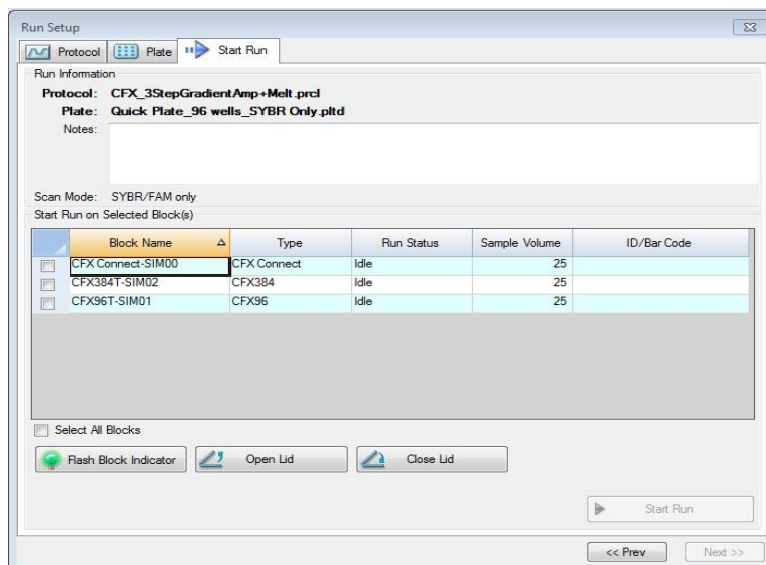 Run Setup
Protocol Plate Start Run
Run Information
Protocol: CFX_3StepGradientAmp+Melt.prcl
Plate: Quick Plate_96 wells_SYBR Only.pltd
Notes:
Scan Mode: SYBR/FAM only
Start Run on Selected Block(s)
Block Name Type Run Status Sample Volume ID/Bar Code
CFX Connect-SIM00 CFX Connect Idle 25
CFX384T-SIM02 CFX384 Idle 25
CFX96T-SIM01 CFX96 Idle 25
Select All Blocks
Flash Block Indicator Open Lid Close Lid
Start Run
<< Prev Next >>